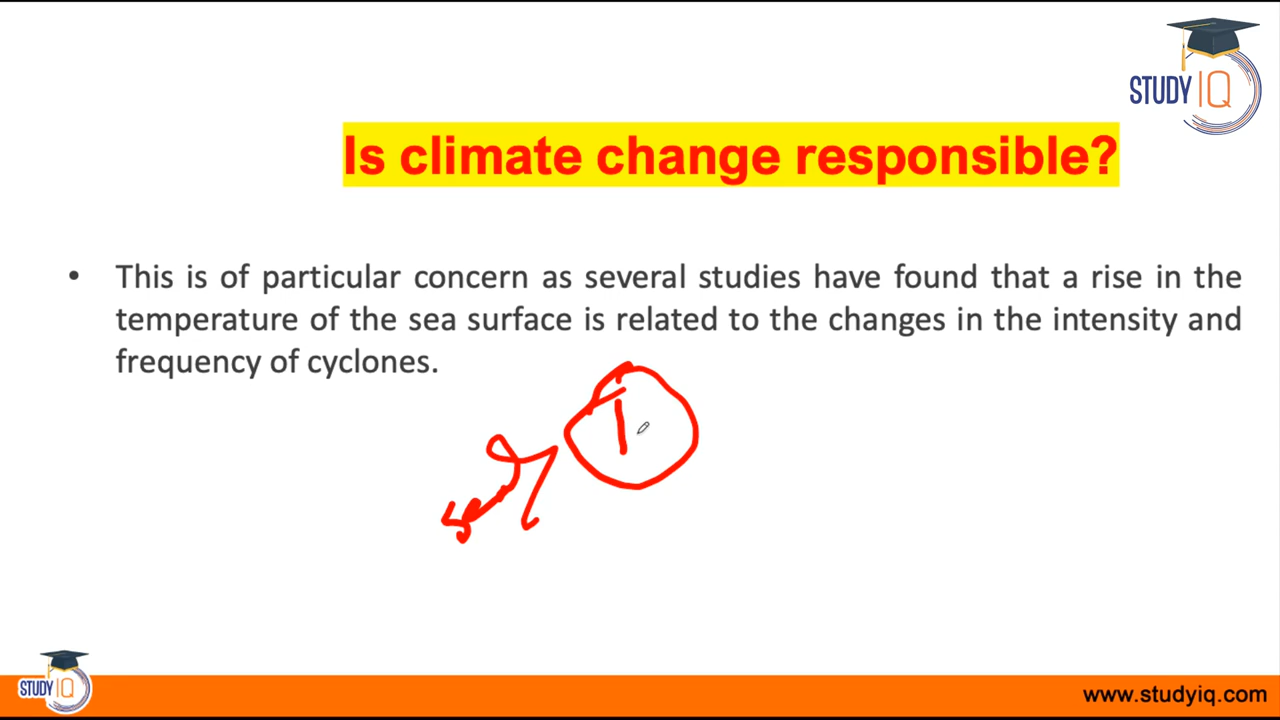 STUDY IQ
Is climate change responsible?
• This is of particular concern as several studies have found that a rise in the
temperature of the sea surface is related to the changes in the intensity and
frequency of cyclones.
STUDY IQ
www.studyiq.com